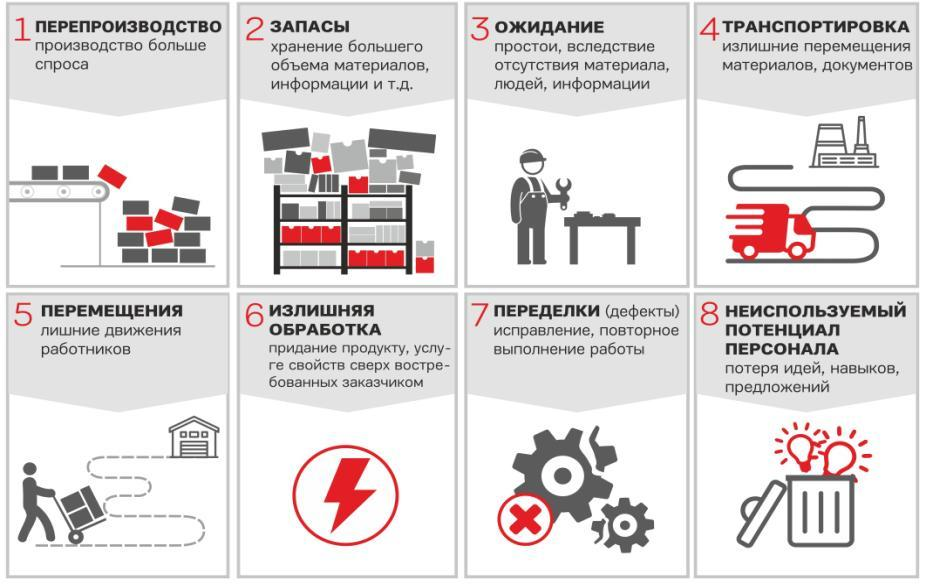 1 ПЕРЕПРОИЗВОДСТВО
производство больше
спроса
2 ЗАПАСЫ
хранение большего
объема материалов,
информации и т.д.
3 ОЖИДАНИЕ
простои, вследствие
отсутствия материала,
людей, информации
4 ТРАНСПОРТИРОВКА
излишние перемещения
материалов, документов
5 ПЕРЕМЕЩЕНИЯ
лишние движения
работников
6 ИЗЛИШНЯЯ
ОБРАБОТКА
придание продукту, услу-
ге свойств сверх востре-
бованных заказчиком
7 ПЕРЕДЕЛКИ (дефекты)
исправление, повторное
выполнение работы
8 НЕИСПОЛЬЗУЕМЫЙ
ПОТЕНЦИАЛ
ПЕРСОНАЛА
потеря идей, навыков,
предложений